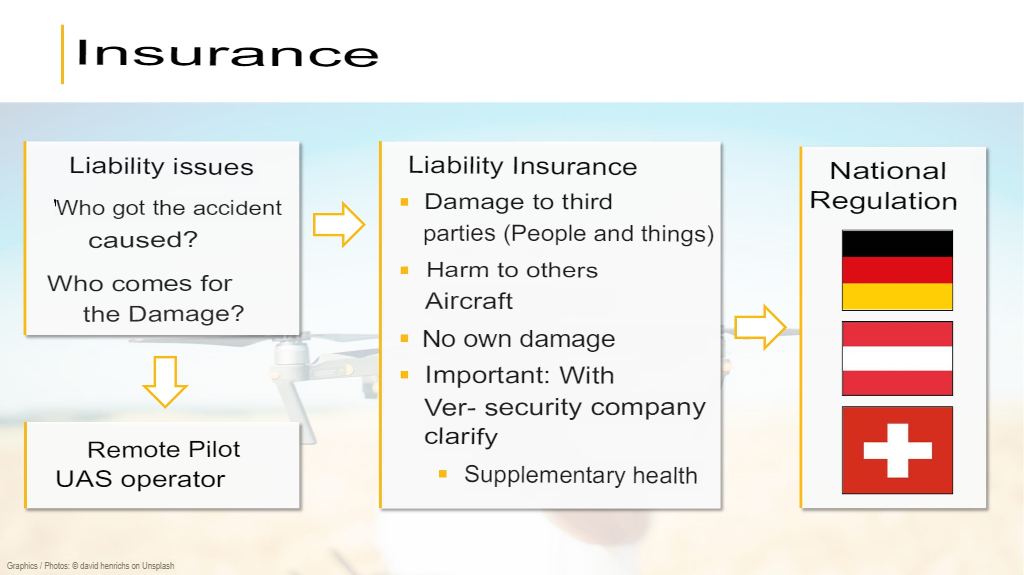 Insurance
Liability issues
'Who got the accident
caused?
Who comes for
the Damage?
Remote Pilot
UAS operator
Liability Insurance
Damage to third
parties (People and things)
Harm to others
Aircraft
No own damage
Important: With
Ver- security company
clarify
Supplementary health
National
Regulation
Graphics / Photos: © david henrichs on Unsplash